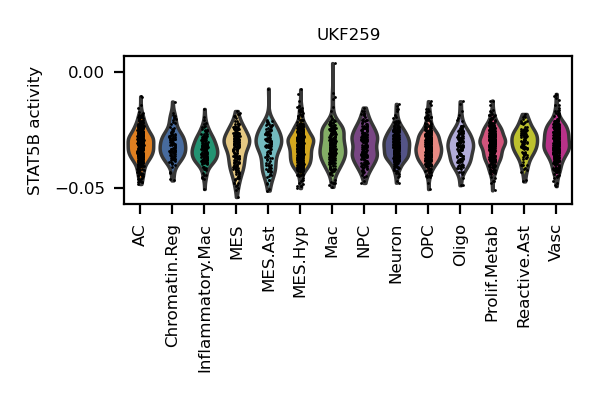 UKF259
STAT5B activity
0.00
−0.05
AC
Chromatin.Reg
Inflammatory.Mac
MES
MES.Ast
MES.Hyp
Mac
NPC
Neuron
OPC
Oligo
Prolif.Metab
Reactive.Ast
Vasc